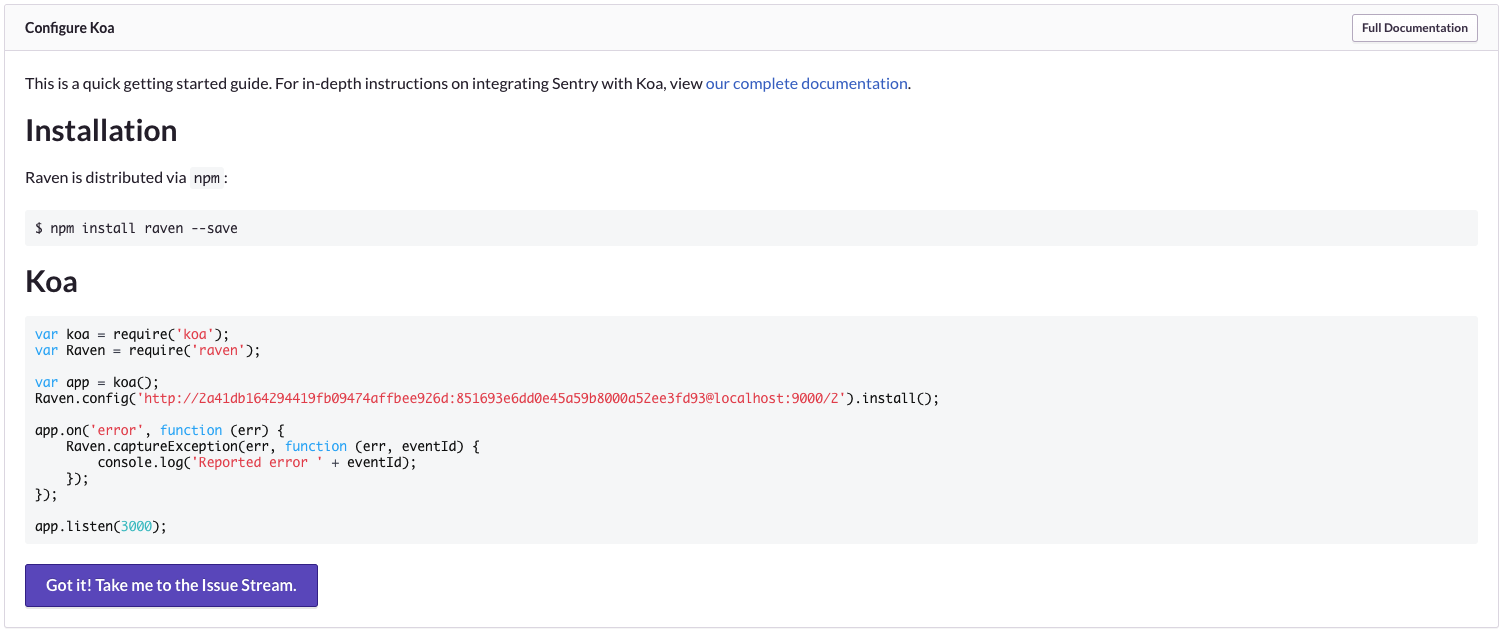 Configure Koa
Full Documentation
This is a quick getting started guide. For in-depth instructions on integrating Sentry with Koa, view our complete documentation.
Installation
Raven is distributed via npm:
$ npm install raven --save
Koa
var koa = require('koa');
var Raven = require('raven');
var app = koa();
Raven.config('http://2a41db164294419fb09474affbee926d:851693e6dd0e45a59b8000a52ee3fd93@localhost:9000/2').install();
app.on('error', function (err) {
    Raven.captureException(err, function (err, eventId) {
        console.log('Reported error ' + eventId);
    });
});
app.listen(3000);
Got it! Take me to the Issue Stream.